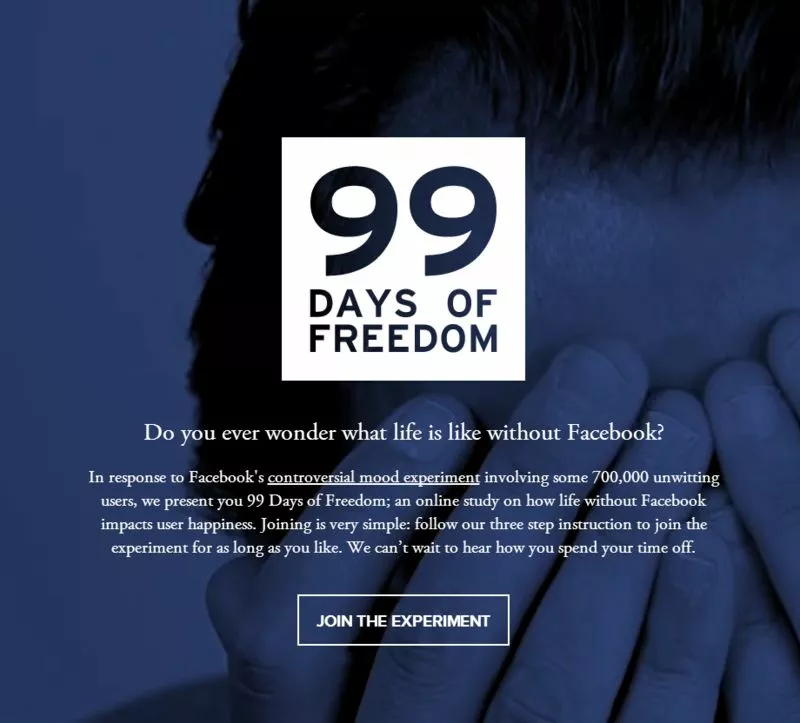 99
DAYS OF
FREEDOM
Do you ever wonder what life is like without Facebook?
In response to Facebook's controversial mood experiment involving some 700,000 unwitting
users, we present you 99 Days of Freedom; an online study on how life without Facebook
impacts user happiness. Joining is very simple: follow our three step instruction to join the
experiment for as long as you like. We can’t wait to hear how you spend your time off.
JOIN THE EXPERIMENT